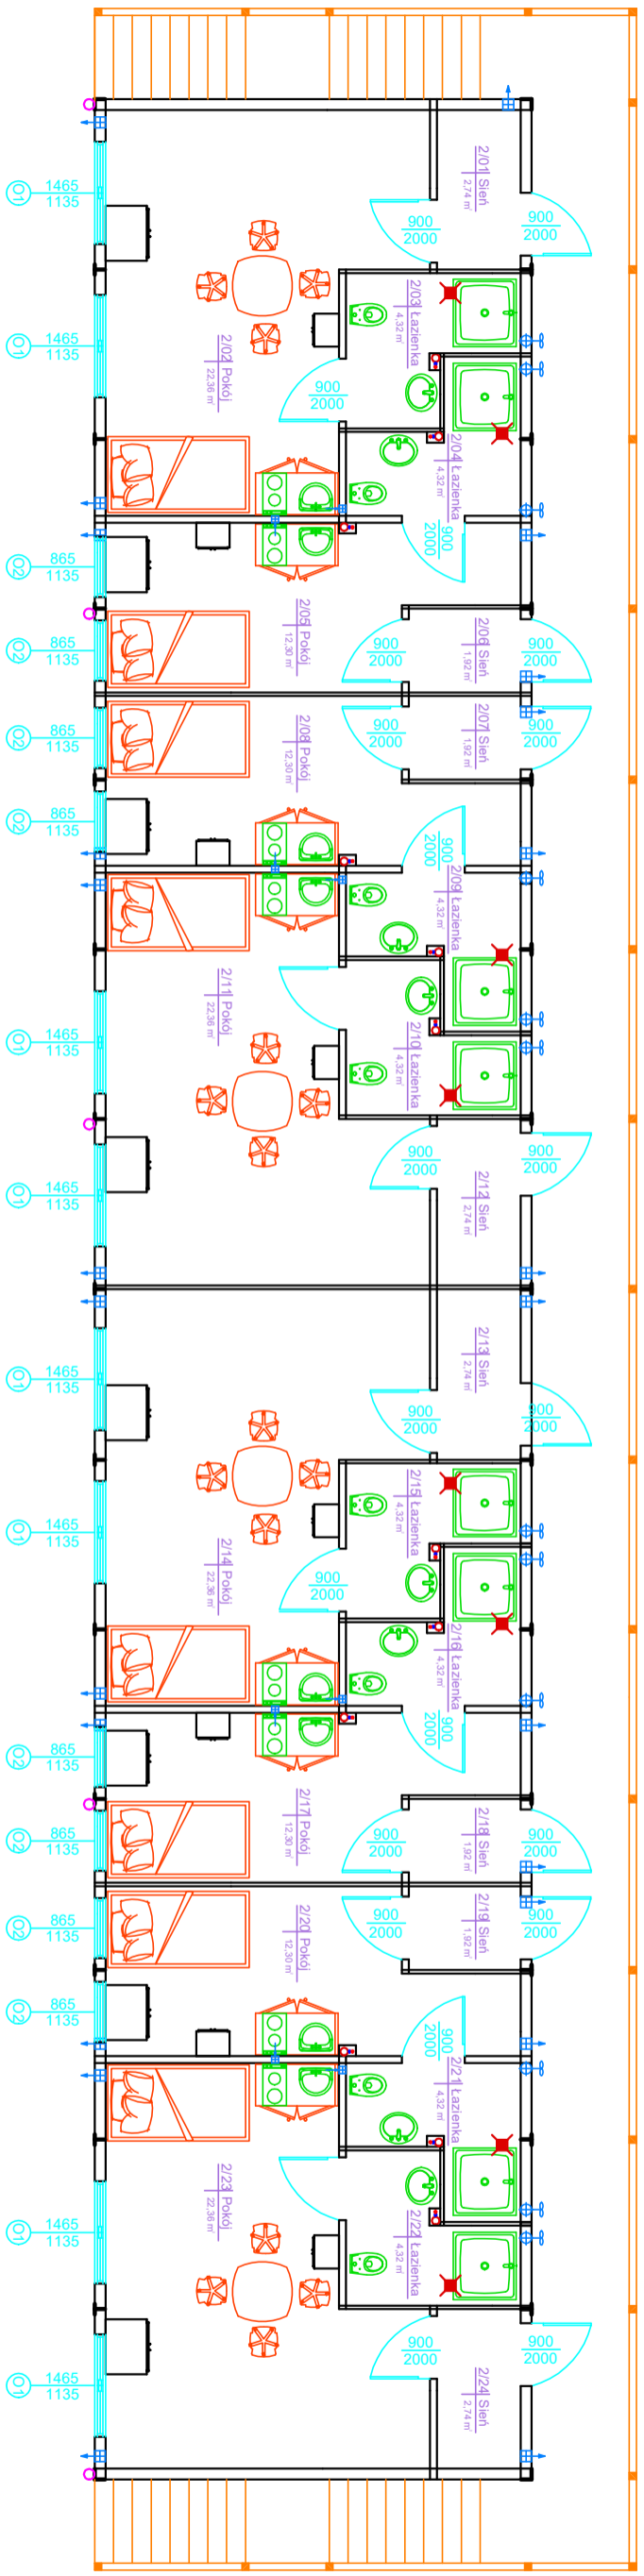 2/01 Sień
2,74 m²
900
2000
900
2000
1465
1135
O1
2/03 Łazienka
4,32 m²
2/02 Pokój
22,36 m²
1465
1135
O1
900
2000
2/04 Łazienka
4,32 m²
900
2000
865
1135
O2
2/05 Pokój
12,30 m²
2/06 Sień
1,92 m²
900
2000
900
2000
865
1135
O2
2/07 Sień
1,92 m²
900
2000
900
2000
2/08 Pokój
12,30 m²
865
1135
O2
865
1135
O2
900
2000
2/09 Łazienka
4,32 m²
2/11 Pokój
22,36 m²
2/10 Łazienka
4,32 m²
1465
1135
O1
900
2000
900
2000
2/12 Sień
2,74 m²
1465
1135
O1
2/13 Sień
2,74 m²
1465
1135
O1
900
2000
900
2000
2/15 Łazienka
4,32 m²
1465
1135
O1
2/14 Pokój
22,36 m²
900
2000
2/16 Łazienka
4,32 m²
900
2000
865
1135
O2
2/17 Pokój
12,30 m²
2/18 Sień
1,92 m²
900
2000
900
2000
865
1135
O2
2/19 Sień
1,92 m²
900
2000
900
2000
2/20 Pokój
12,30 m²
865
1135
O2
865
1135
O2
900
2000
2/21 Łazienka
4,32 m²
2/23 Pokój
22,36 m²
2/22 Łazienka
4,32 m²
1465
1135
O1
900
2000
900
2000
2/24 Sień
2,74 m²
1465
1135
O1